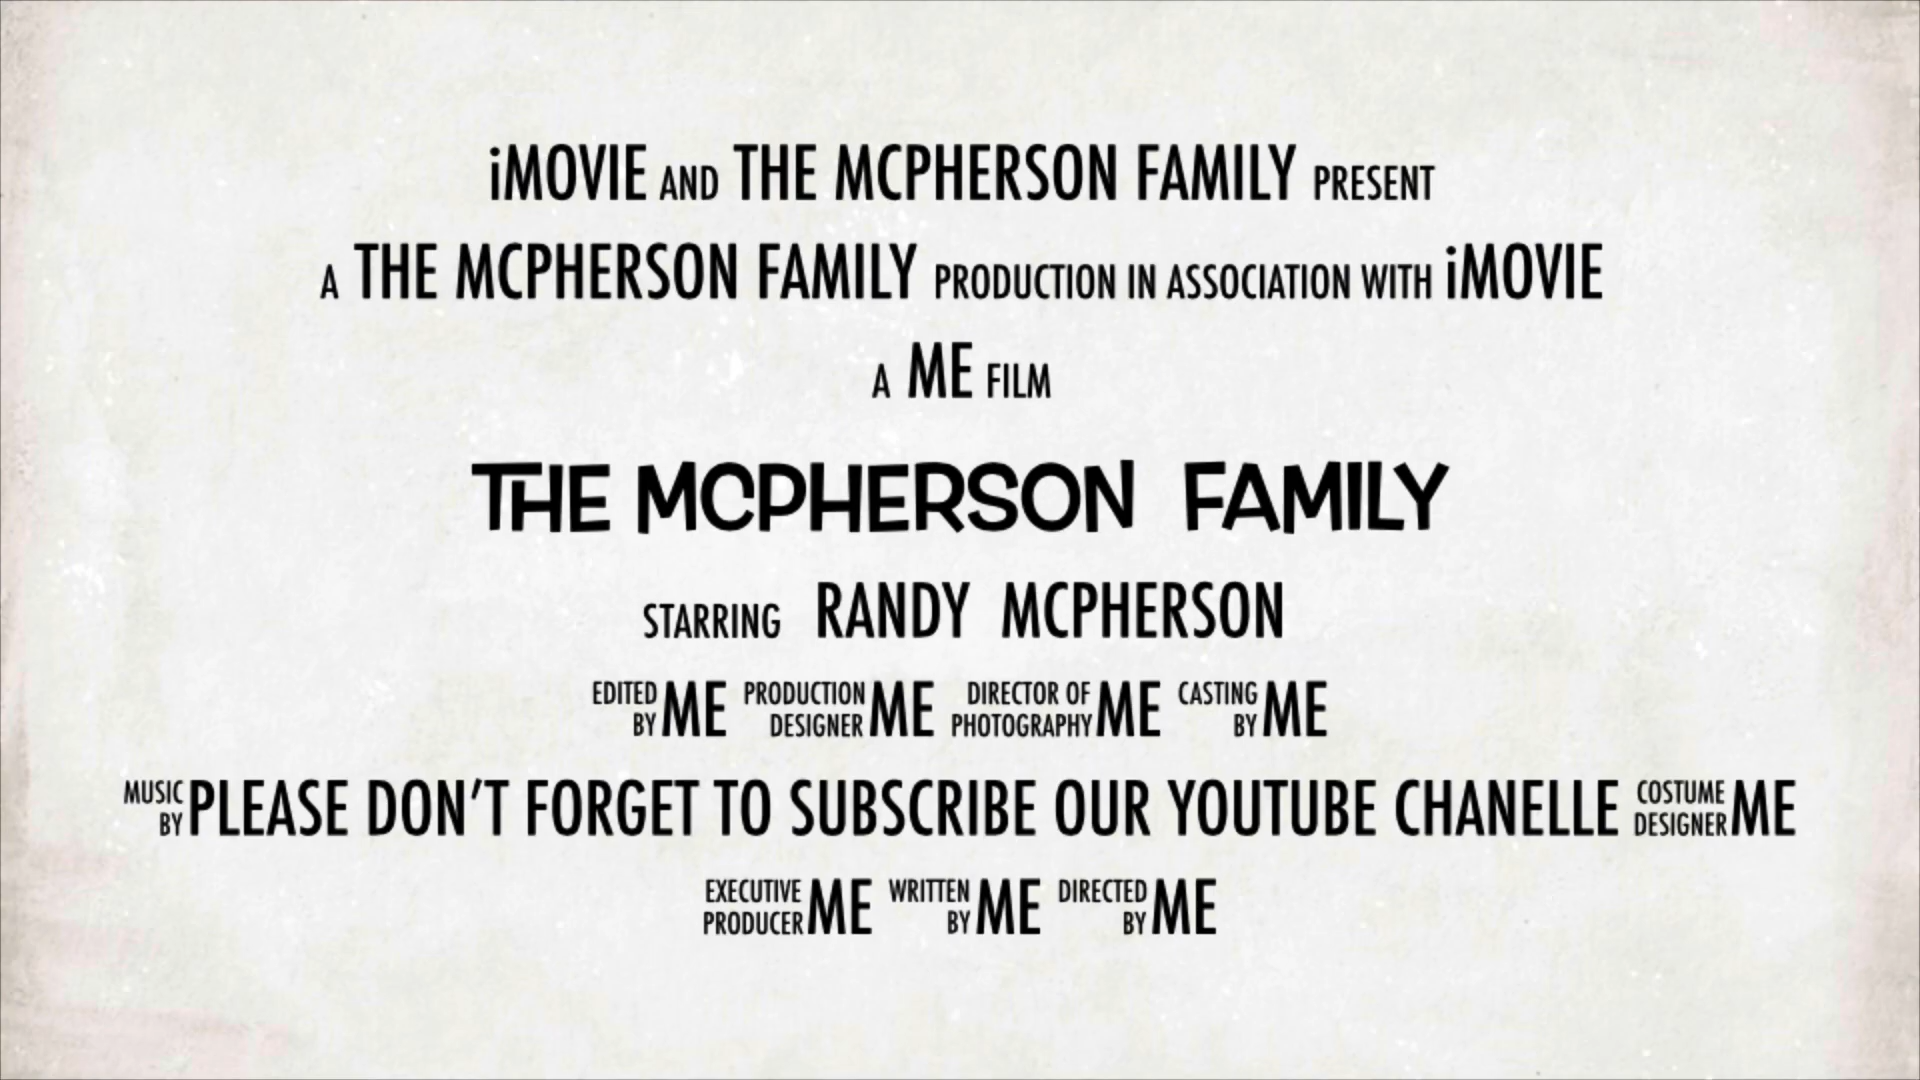 iMOVIE AND THE MCPHERSON FAMILY PRESENT
A THE MCPHERSON FAMILY PRODUCTION IN ASSOCIATION WITH iMOVIE
A ME FILM
THE MCPHERSON FAMILY
STARRING RANDY MCPHERSON
EDITED BY ME PRODUCTION DESIGNER ME DIRECTOR OF PHOTOGRAPHY ME CASTING BY ME
MUSIC BY PLEASE DON'T FORGET TO SUBSCRIBE OUR YOUTUBE CHANELLE COSTUME DESIGNER ME
EXECUTIVE PRODUCER ME WRITTEN BY ME DIRECTED BY ME